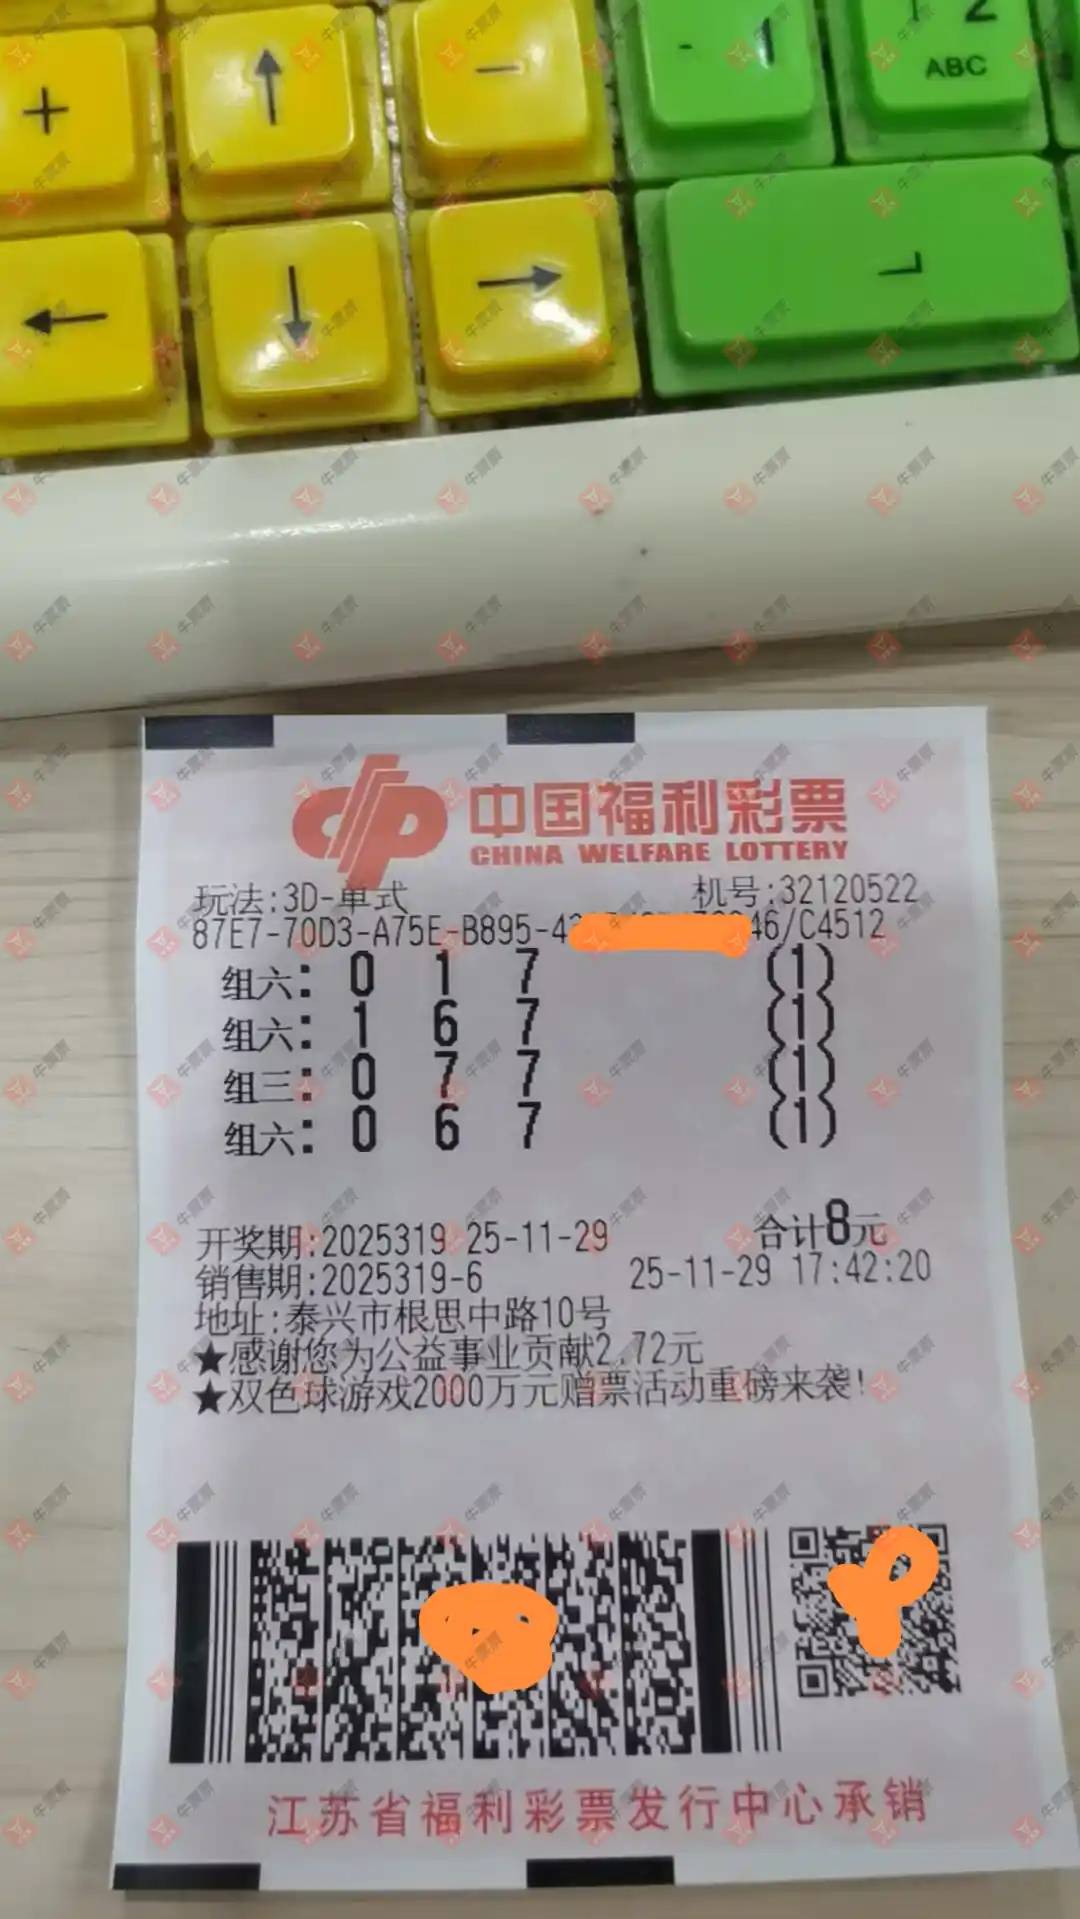 +
-
- 1
2
ABC
中国福利彩票
CHINA WELFARE LOTTERY
玩法:3D-单式
机号:32120522
87E7-70D3-A75E-B895-4
46/C4512
组六: 0 1 7 (1)
组六: 1 6 7 (1)
组三: 0 7 7 (1)
组六: 0 6 7 (1)
开奖期:2025319 25-11-29
合计8元
销售期:2025319-6
25-11-29 17:42:20
地址:泰兴市根思中路10号
★感谢您为公益事业贡献2.72元
★双色球游戏2000万元赠票活动重磅来袭!
江苏省福利彩票发行中心承销